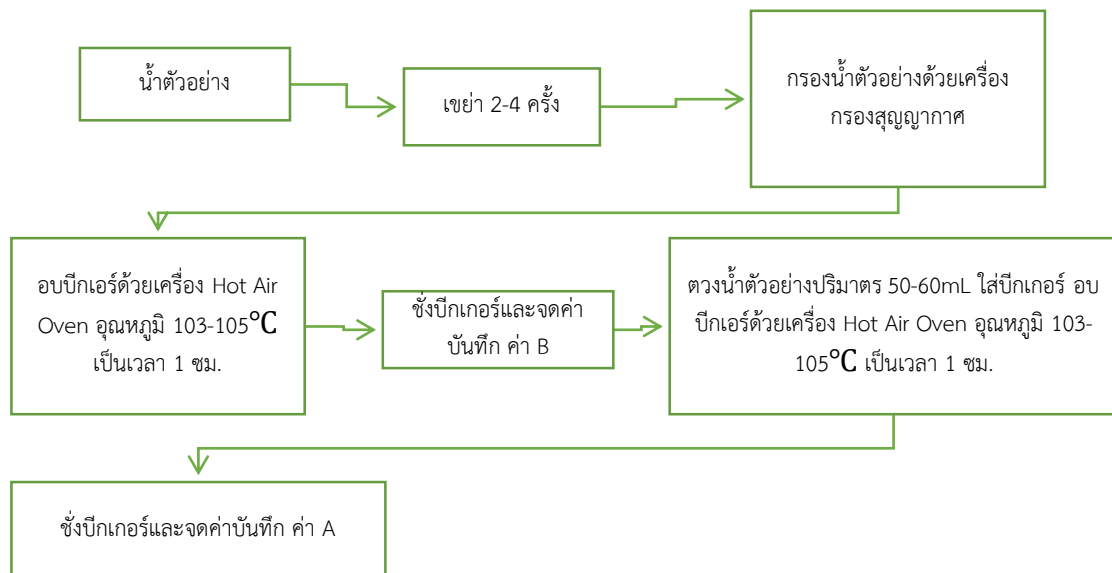 น้ำตัวอย่าง
เขย่า 2-4 ครั้ง
กรองน้ำตัวอย่างด้วยเครื่อง
กรองสุญญากาศ
อบบีกเอร์ด้วยเครื่อง Hot Air
Oven อุณหภูมิ 103-105℃
เป็นเวลา 1 ซม.
ชั่งบีกเกอร์และจดค่า
บันทึก ค่า B
ตวงน้ำตัวอย่างปริมาตร 50-60mL ใส่บีกเกอร์ อบ
บีกเอร์ด้วยเครื่อง Hot Air Oven อุณหภูมิ 103-
105℃ เป็นเวลา 1 ซม.
ชั่งบีกเกอร์และจดค่าบันทึก ค่า A